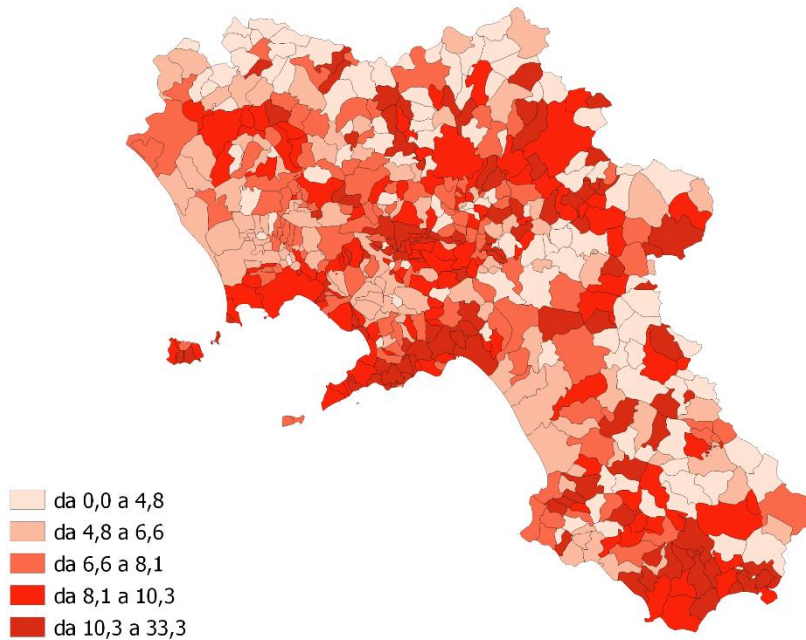 da 0,0 a 4,8
da 4,8 a 6,6
da 6,6 a 8,1
da 8,1 a 10,3
da 10,3 a 33,3